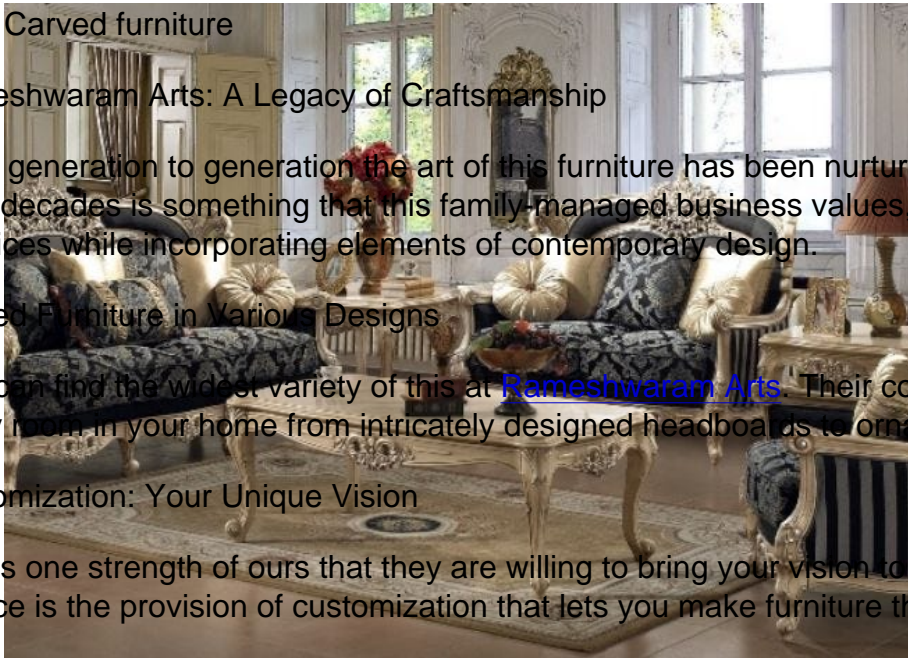 Carved furniture
eshwaram Arts: A Legacy of Craftsmanship
generation to generation the art of this furniture has been nurtur
decades is something that this family-managed business values.
ices while incorporating elements of contemporary design.
ed Furniture in Various Designs
can find the widest variety of this at Rameshwaram Arts. Their co
y room in your home from intricately designed headboards to orna
omization: Your Unique Vision
s one strength of ours that they are willing to bring your vision to
ce is the provision of customization that lets you make furniture th